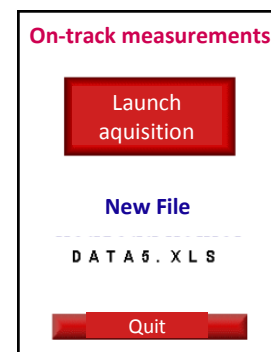 On-track measurements
Launch
aquisition
New File
DATA5.XLS
Quit